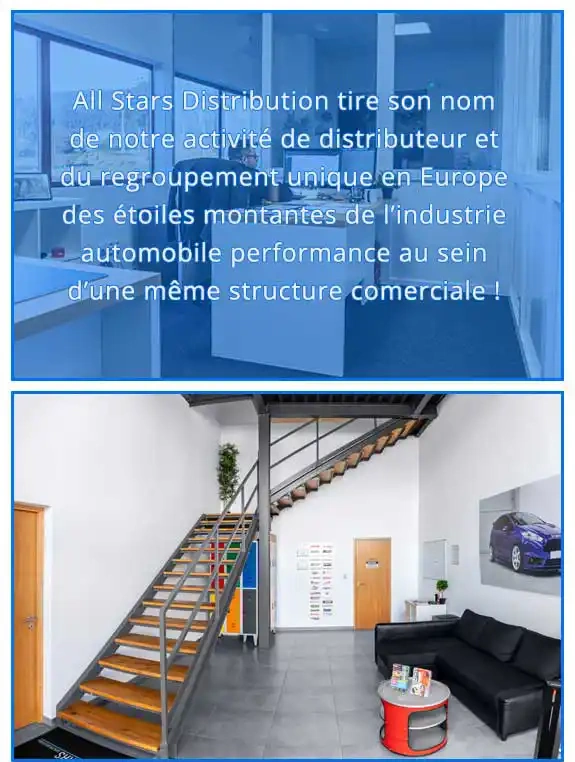 All Stars Distribution tire son nom
de notre activité de distributeur et
du regroupement unique en Europe
des étoiles montantes de l'industrie
automobile performance au sein
d'une même structure comerciale !